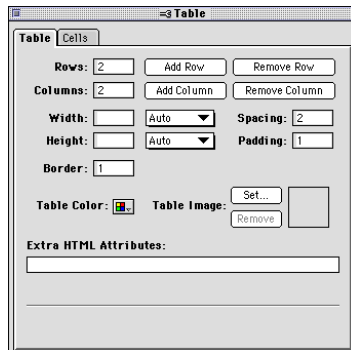 Table
Table Cells
Rows: 2 Add Row Remove Row
Columns: 2 Add Column Remove Column
Width: Auto Spacing: 2
Height: Auto Padding: 1
Border: 1
Table Color: Table Image: Set...
Remove
Extra HTML Attributes: